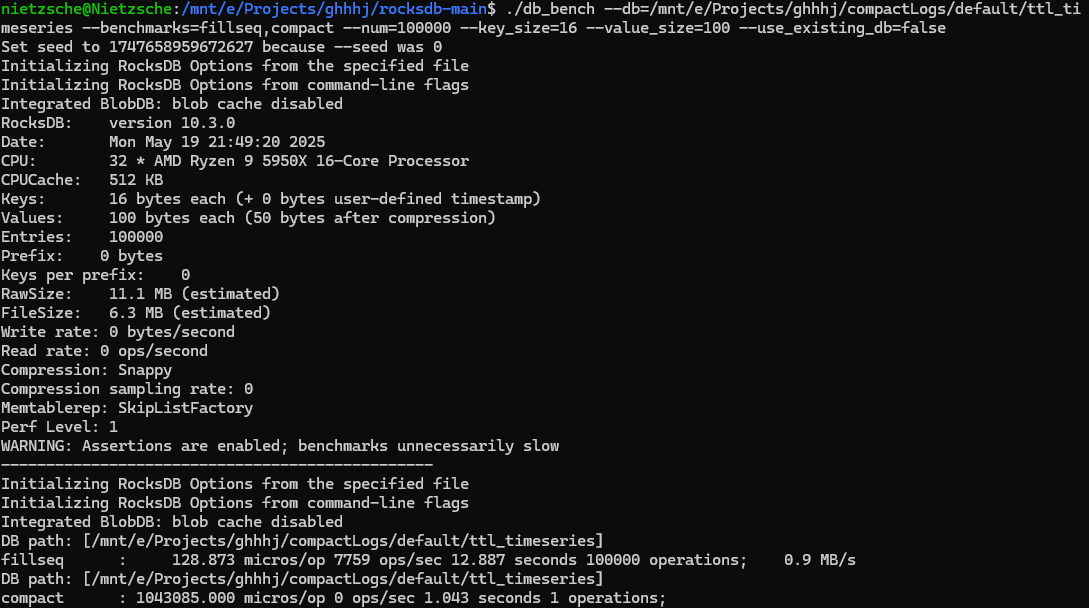 nietzsche@Nietzsche:/mnt/e/Projects/ghhhj/rocksdb-main$ ./db_bench --db=/mnt/e/Projects/ghhhj/compactLogs/default/ttl_ti
meseries --benchmarks=fillseq,compact --num=100000 --key_size=16 --value_size=100 --use_existing_db=false
Set seed to 1747658959672627 because --seed was 0
Initializing RocksDB Options from the specified file
Initializing RocksDB Options from command-line flags
Integrated BlobDB: blob cache disabled
RocksDB:    version 10.3.0
Date:       Mon May 19 21:49:20 2025
CPU:        32 * AMD Ryzen 9 5950X 16-Core Processor
CPUCache:   512 KB
Keys:       16 bytes each (+ 0 bytes user-defined timestamp)
Values:     100 bytes each (50 bytes after compression)
Entries:    100000
Prefix:    0 bytes
Keys per prefix:    0
RawSize:    11.1 MB (estimated)
FileSize:   6.3 MB (estimated)
Write rate: 0 bytes/second
Read rate: 0 ops/second
Compression: Snappy
Compression sampling rate: 0
Memtablerep: SkipListFactory
Perf Level: 1
WARNING: Assertions are enabled; benchmarks unnecessarily slow
------------------------------------------------
Initializing RocksDB Options from the specified file
Initializing RocksDB Options from command-line flags
Integrated BlobDB: blob cache disabled
DB path: [/mnt/e/Projects/ghhhj/compactLogs/default/ttl_timeseries]
fillseq      :     128.873 micros/op 7759 ops/sec 12.887 seconds 100000 operations;    0.9 MB/s
DB path: [/mnt/e/Projects/ghhhj/compactLogs/default/ttl_timeseries]
compact      : 1043085.000 micros/op 0 ops/sec 1.043 seconds 1 operations;